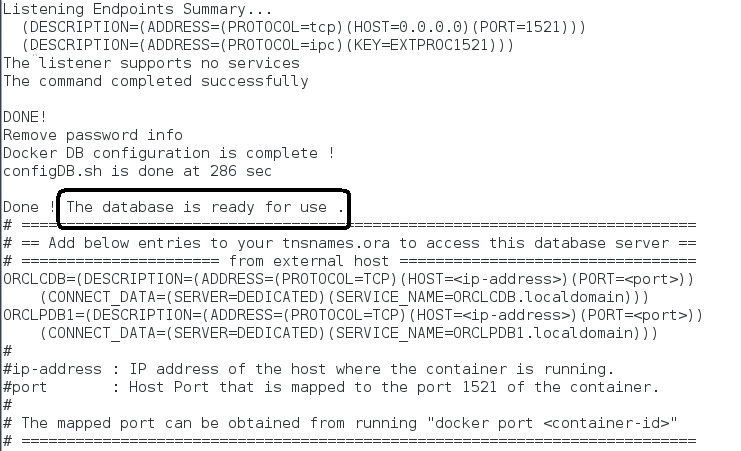 Listening Endpoints Summary...
  (DESCRIPTION=(ADDRESS=(PROTOCOL=tcp)(HOST=0.0.0.0)(PORT=1521)))
  (DESCRIPTION=(ADDRESS=(PROTOCOL=ipc)(KEY=EXTPROC1521)))
The listener supports no services
The command completed successfully

DONE!
Remove password info
Docker DB configuration is complete !
configDB.sh is done at 286 sec

Done ! The database is ready for use .
# ======================================================================
# == Add below entries to your tnsnames.ora to access this database server ==
# ===================== from external host =================================
ORCLCDB=(DESCRIPTION=(ADDRESS=(PROTOCOL=TCP)(HOST=<ip-address>)(PORT=<port>))
    (CONNECT_DATA=(SERVER=DEDICATED)(SERVICE_NAME=ORCLCDB.localdomain)))
ORCLPDB1=(DESCRIPTION=(ADDRESS=(PROTOCOL=TCP)(HOST=<ip-address>)(PORT=<port>))
    (CONNECT_DATA=(SERVER=DEDICATED)(SERVICE_NAME=ORCLPDB1.localdomain)))
#
#ip-address : IP address of the host where the container is running.
#port       : Host Port that is mapped to the port 1521 of the container.
#
# The mapped port can be obtained from running "docker port <container-id>"
# ==========================================================================